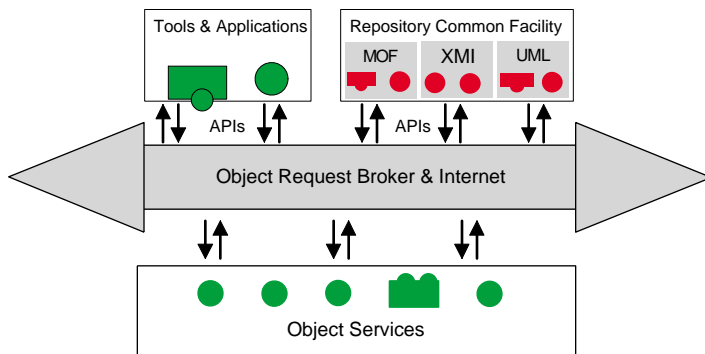 Tools & Applications
Repository Common Facility
MOF
XMI
UML
APIs
APIs
Object Request Broker & Internet
Object Services